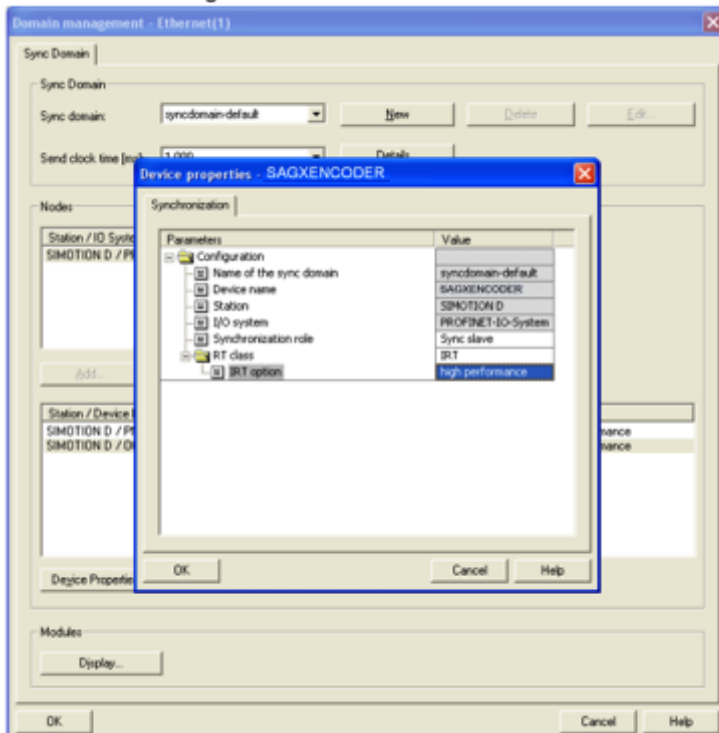 Domain management - Ethernet(1)
Sync Domain
Sync Domain
Sync domain: syncdomain-default New Delete Edit...
Send clock time [ms] 1.000 Details
Device properties - SAGXENCODER
Nodes Synchronization
Station / IO Syste
SIMOTION D / P
Parameters Value
Configuration
Name of the sync domain syncdomain-default
Device name SAGXENCODER
Station SIMOTION D
I/O system PROFINET-IO-System
Synchronization role Sync slave
RT class IRT
IRT option high performance
Add...
Station / Device
SIMOTION D / P mance
SIMOTION D / mance
Device Propertie OK Cancel Help
Modules
Display...
OK Cancel Help